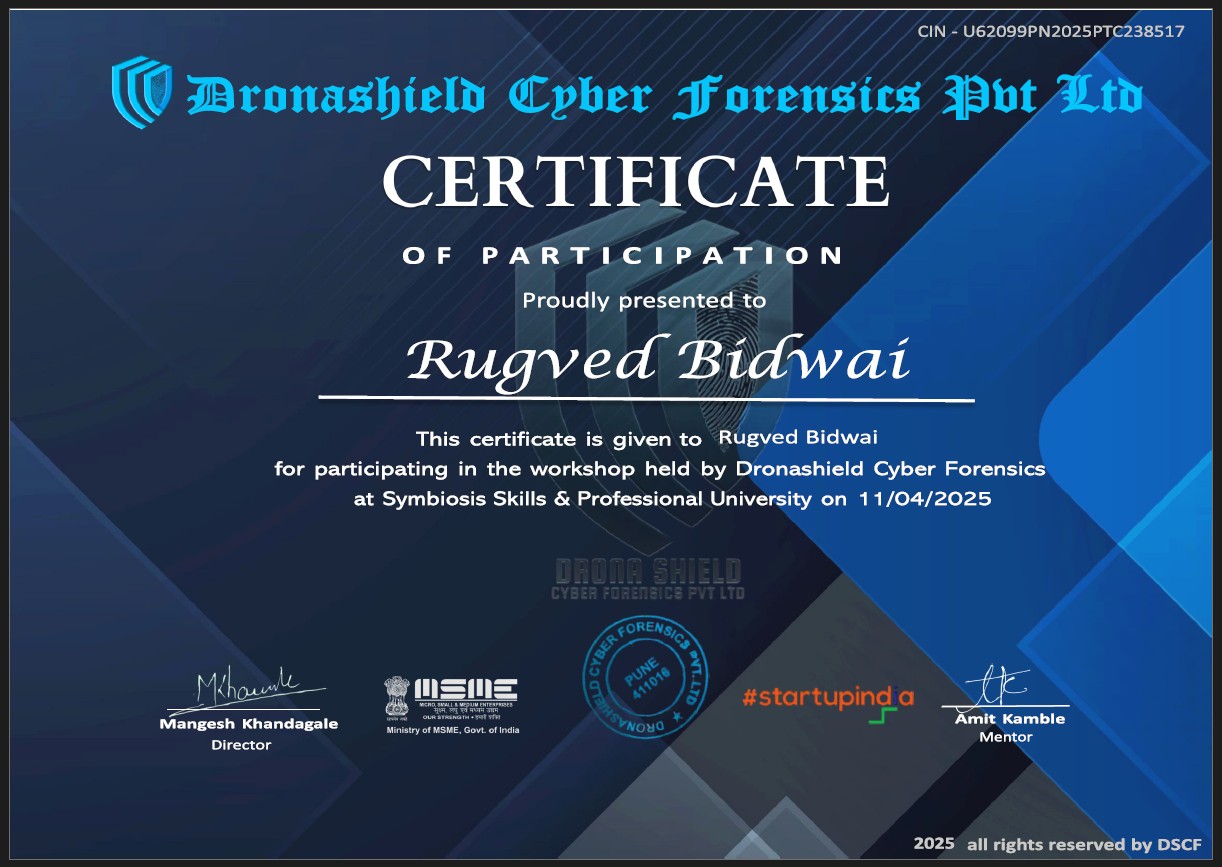 CIN - U62099PN2025PTC238517
Dronashield Cyber Forensics Pvt Ltd
CERTIFICATE
OF PARTICIPATION
Proudly presented to
Rugved Bidwai
This certificate is given to Rugved Bidwai
for participating in the workshop held by Dronashield Cyber Forensics
at Symbiosis Skills & Professional University on 11/04/2025
DRONA SHIELD
CYBER FORENSICS PVT LTD
DRONASHIELD CYBER FORENSICS PVT. LTD ★
PUNE
411016
MKhandale
Mangesh Khandagale
Director
सत्यमेव जयते
MSME
MICRO, SMALL & MEDIUM ENTERPRISES
सूक्ष्म, लघु एवं मध्यम उद्यम
OUR STRENGTH • हमारी शक्ति
Ministry of MSME, Govt. of India
#startupindia
Amit Kamble
Mentor
2025 all rights reserved by DSCF